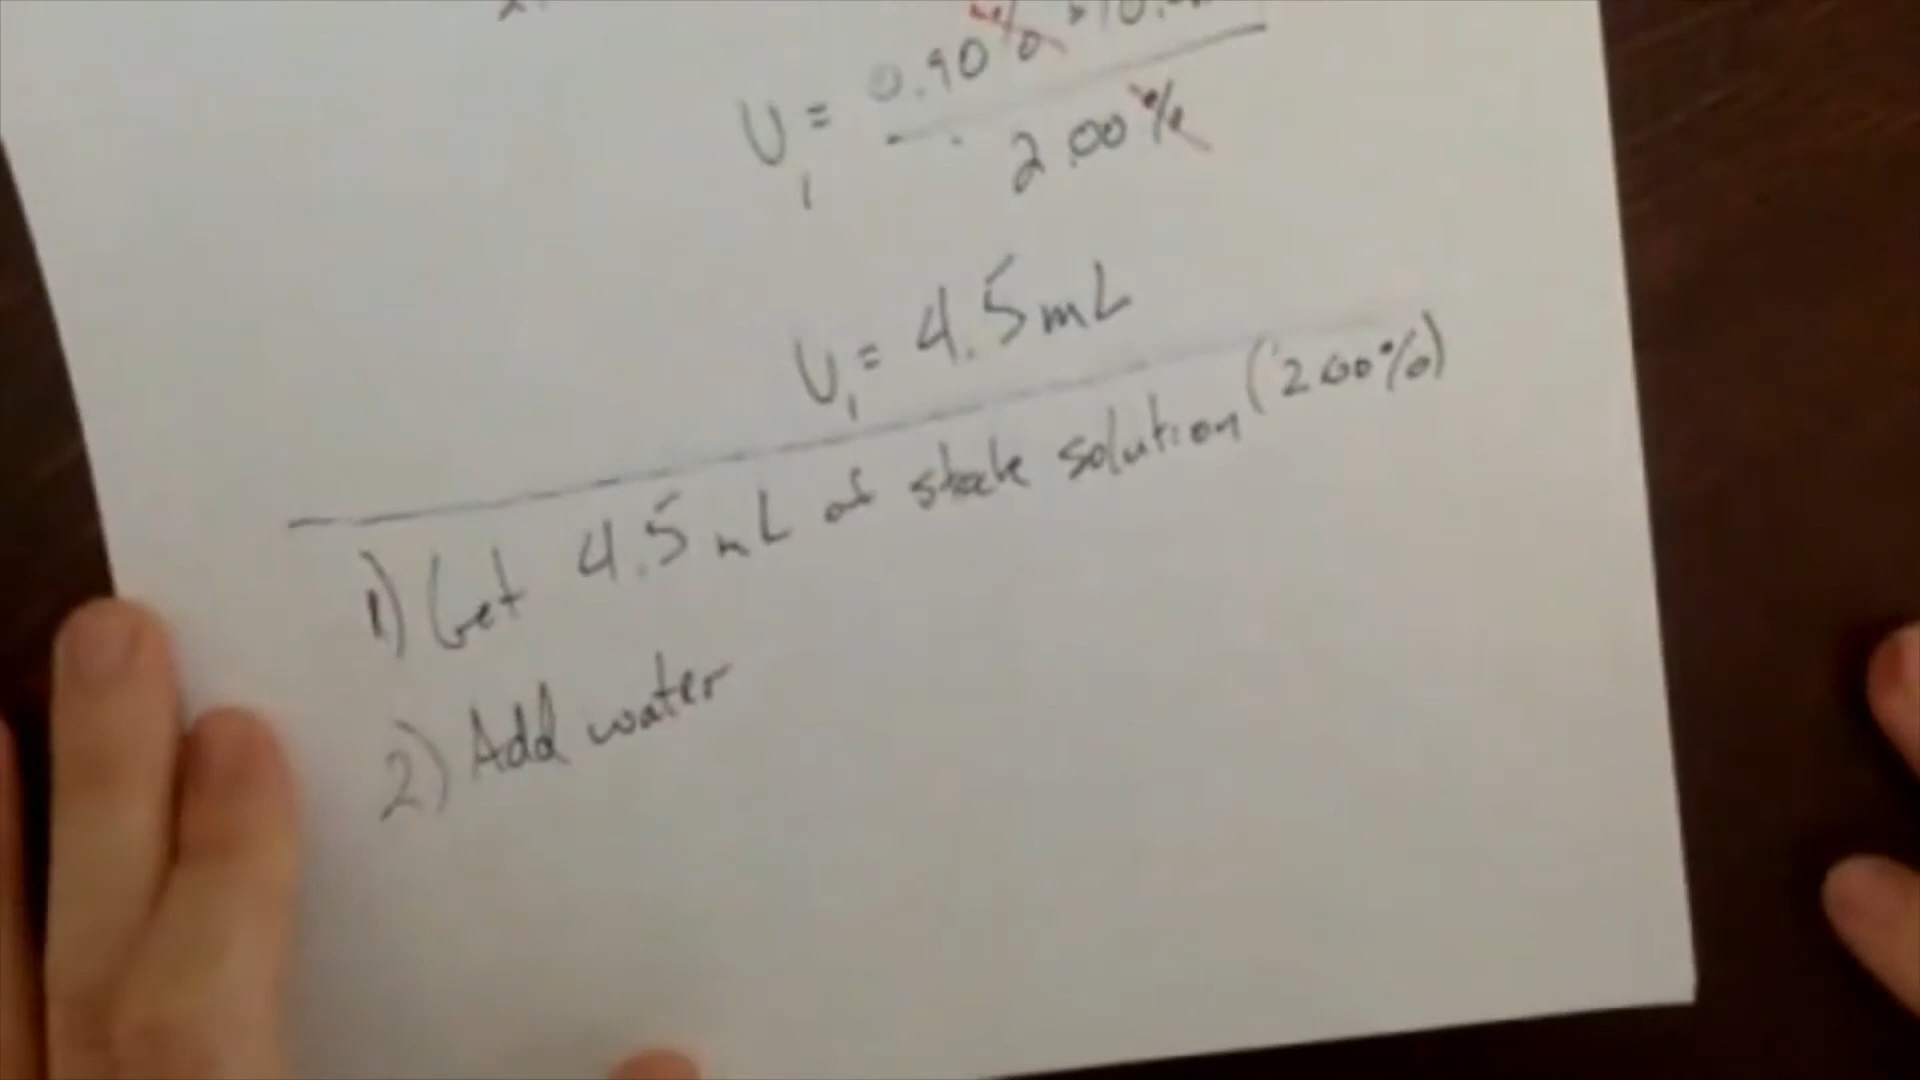 V₁ = 0.90% × 10.
2.00%
V₁ = 4.5 mL
1) Get 4.5 mL of stock solution (2.00%)
2) Add water